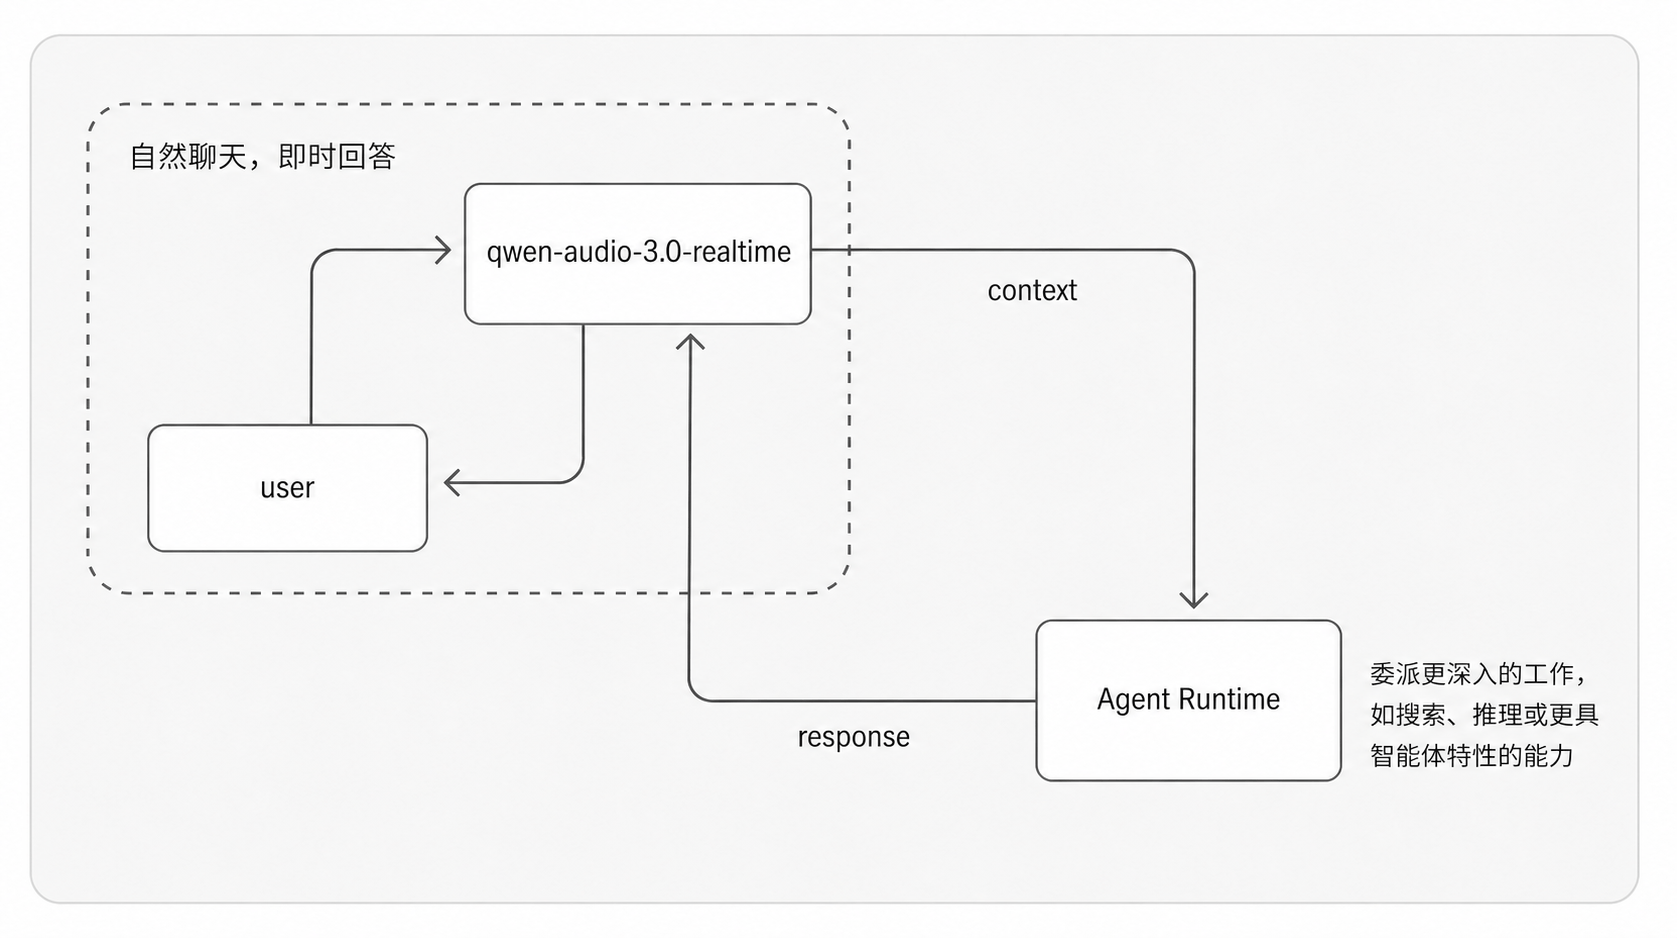 自然聊天，即时回答
qwen-audio-3.0-realtime
context
user
Agent Runtime
委派更深入的工作，
如搜索、推理或更具
智能体特性的能力
response